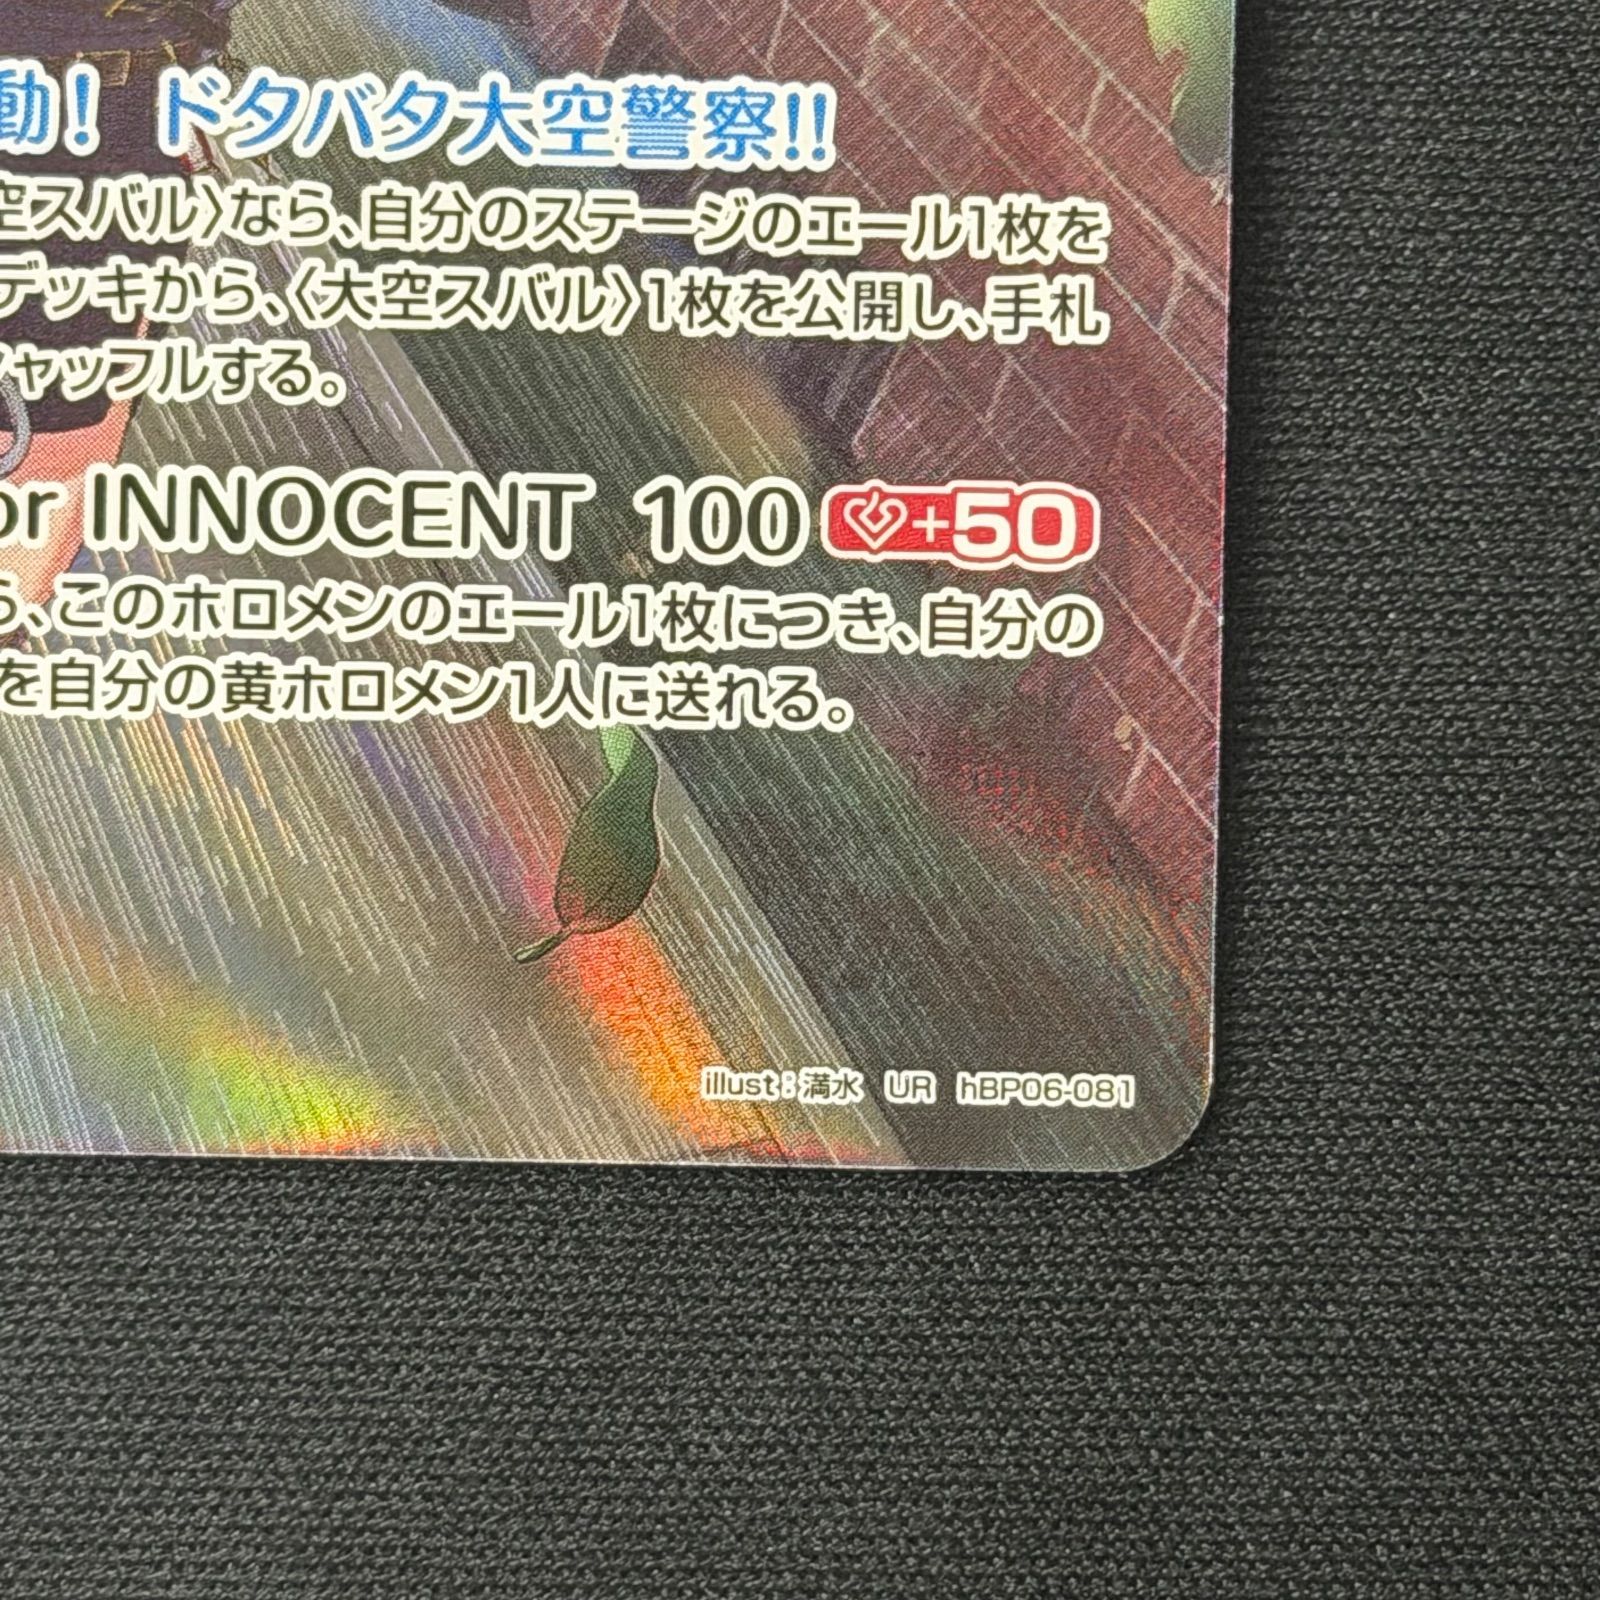 動! ドタバタ大空警察!!
空スバル〉なら、自分のステージのエール1枚を
デッキから、〈大空スバル〉1枚を公開し、手札
ャッフルする。
or INNOCENT 100 +50
、このホロメンのエール1枚につき、自分の
を自分の黄ホロメン1人に送れる。
illust:満水 UR hBP06-081